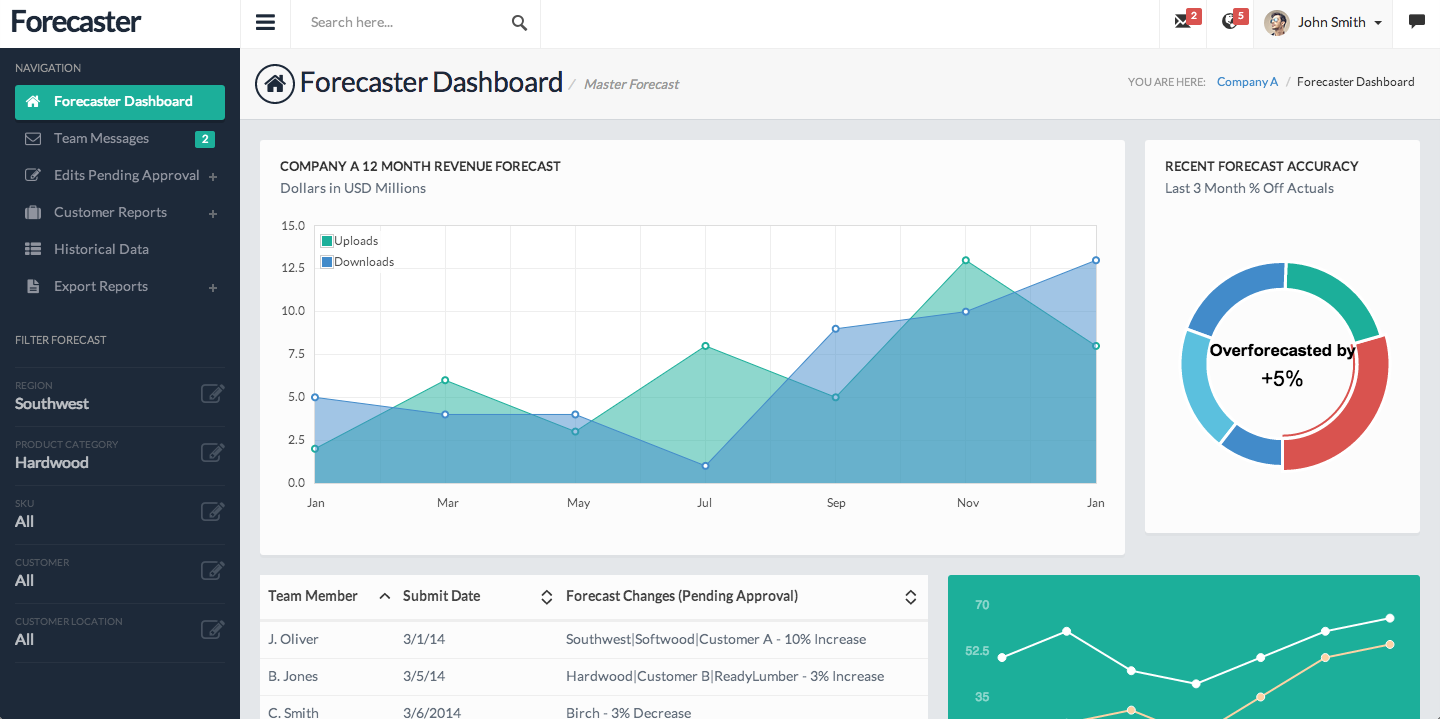 Forecaster
Search here...
2
5
John Smith
NAVIGATION
Forecaster Dashboard
Team Messages 2
Edits Pending Approval +
Customer Reports +
Historical Data
Export Reports +
FILTER FORECAST
REGION
Southwest
PRODUCT CATEGORY
Hardwood
SKU
All
CUSTOMER
All
CUSTOMER LOCATION
All
Forecaster Dashboard / Master Forecast
YOU ARE HERE: Company A / Forecaster Dashboard
COMPANY A 12 MONTH REVENUE FORECAST
Dollars in USD Millions
15.0
12.5
10.0
7.5
5.0
2.5
0.0
Uploads
Downloads
Jan Mar May Jul Sep Nov Jan
RECENT FORECAST ACCURACY
Last 3 Month % Off Actuals
Overforecasted by
+5%
Team Member Submit Date Forecast Changes (Pending Approval)
J. Oliver 3/1/14 Southwest|Softwood|Customer A - 10% Increase
B. Jones 3/5/14 Hardwood|Customer B|ReadyLumber - 3% Increase
C. Smith 3/6/2014 Birch - 3% Decrease
70
52.5
35